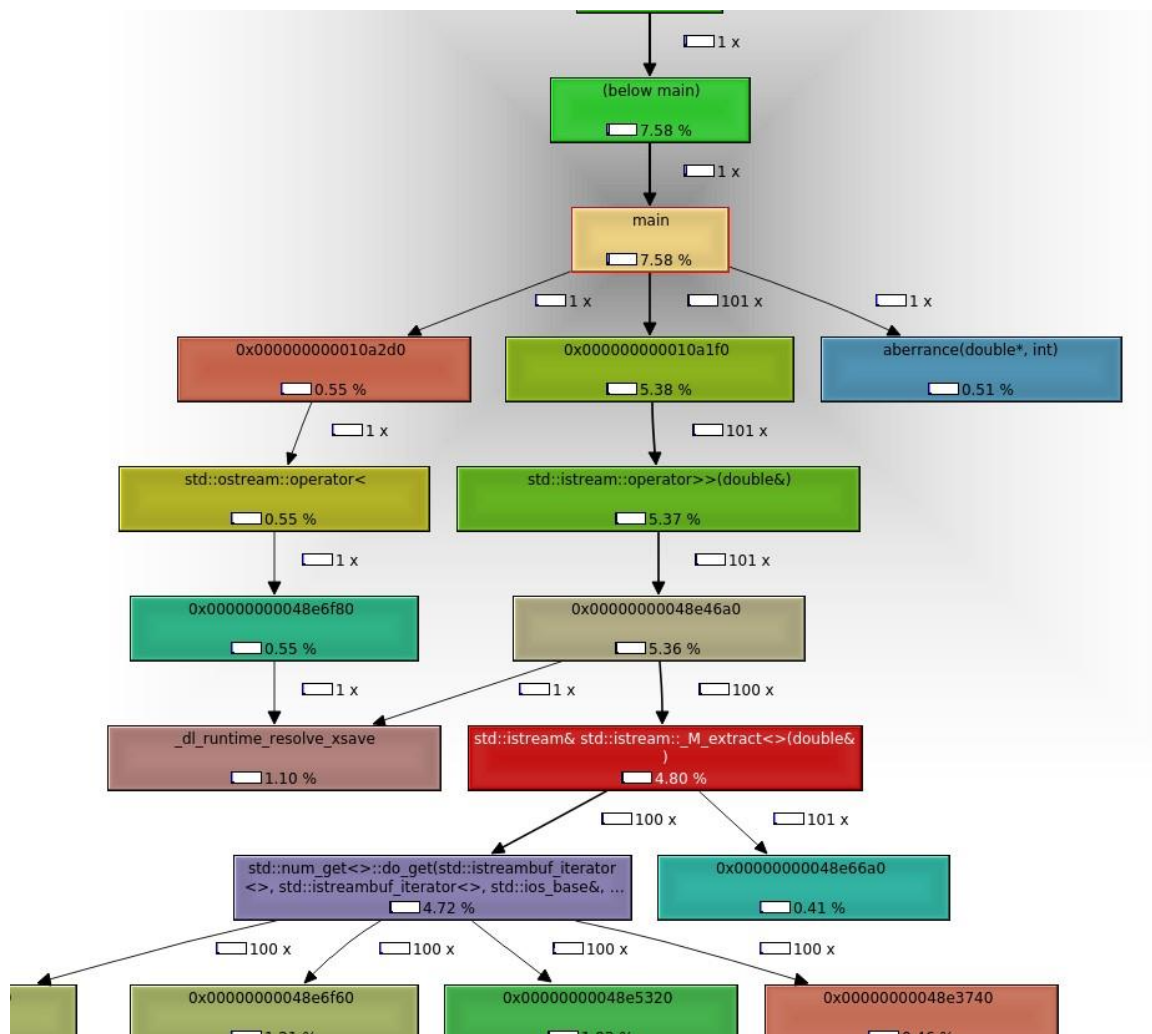 1 x
(below main)
7.58 %
1 x
main
7.58 %
1 x
101 x
1 x
0x000000000010a2d0
0.55 %
0x000000000010a1f0
5.38 %
aberrance(double*, int)
0.51 %
1 x
101 x
std::ostream::operator<
0.55 %
std::istream::operator>>(double&)
5.37 %
1 x
101 x
0x00000000048e6f80
0.55 %
0x00000000048e46a0
5.36 %
1 x
1 x
100 x
_dl_runtime_resolve_xsave
1.10 %
std::istream& std::istream::_M_extract<>(double&
)
4.80 %
100 x
101 x
std::num_get<>::do_get(std::istreambuf_iterator
<>, std::istreambuf_iterator<>, std::ios_base&, ...
4.72 %
0x00000000048e66a0
0.41 %
100 x
100 x
100 x
100 x
0x00000000048e6f60
0x00000000048e5320
0x00000000048e3740